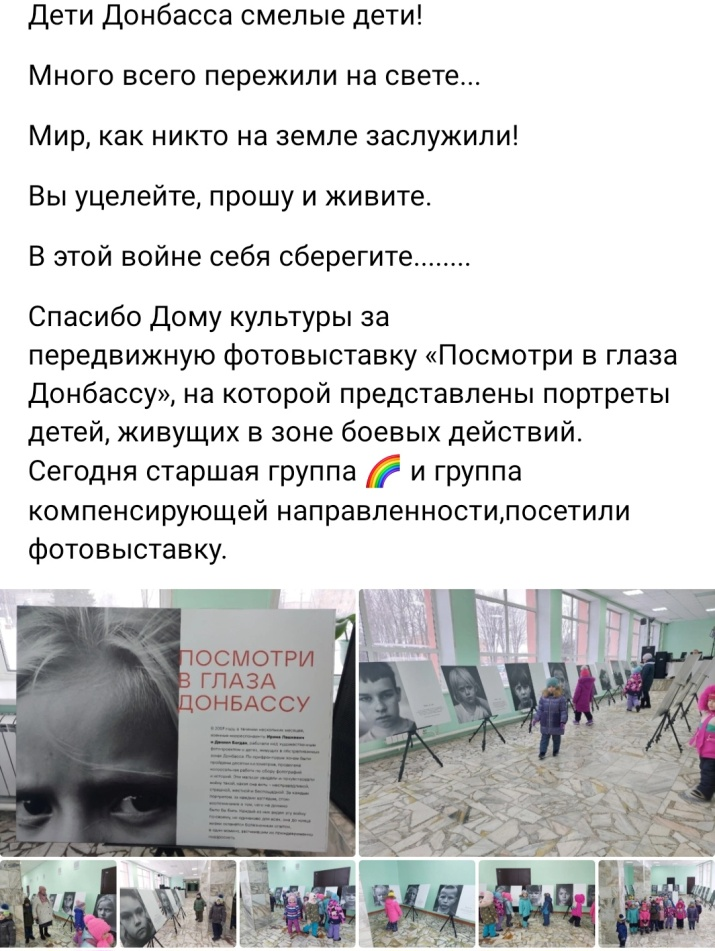 Дети Донбасса смелые дети!
Много всего пережили на свете...
Мир, как никто на земле заслужили!
Вы уцелейте, прошу и живите.
В этой войне себя сберегите........
Спасибо Дому культуры за
передвижную фотовыставку «Посмотри в глаза
Донбассу», на которой представлены портреты
детей, живущих в зоне боевых действий.
Сегодня старшая группа 🌈 и группа
компенсирующей направленности,посетили
фотовыставку.
ПОСМОТРИ
В ГЛАЗА
ДОНБАССУ